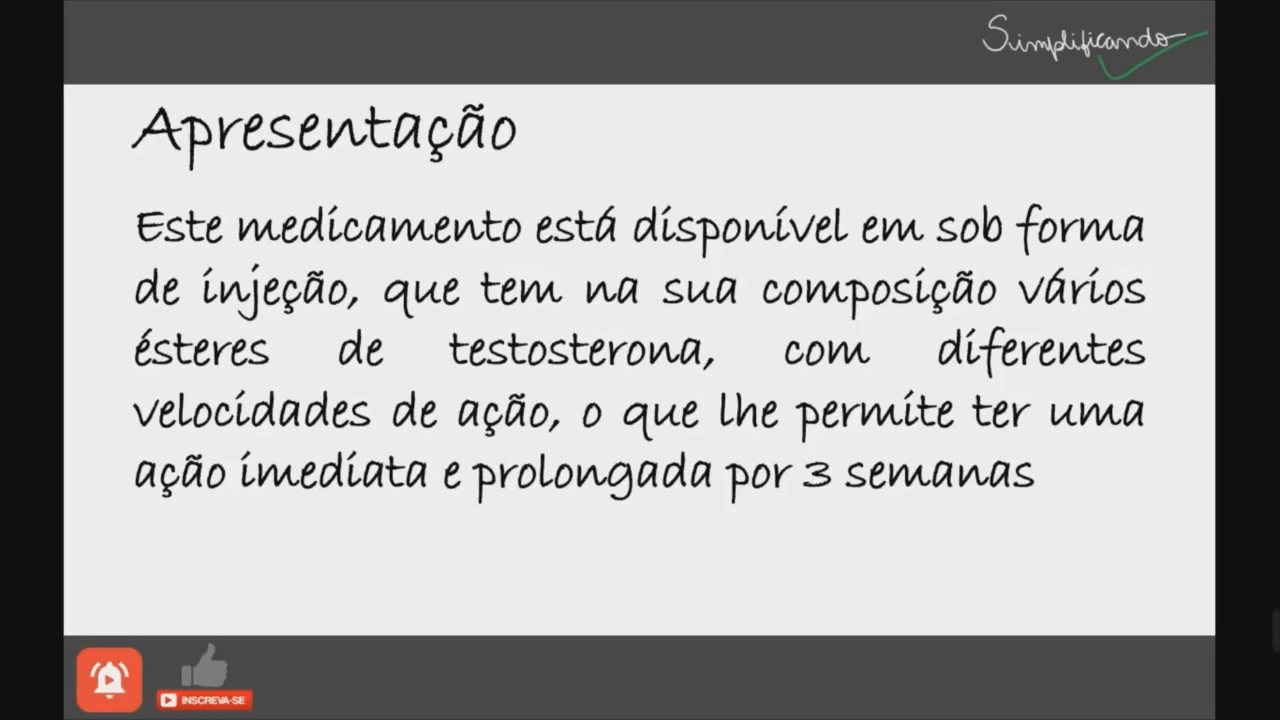 Simplificando
Apresentação
Este medicamento está disponível em sob forma
de injeção, que tem na sua composição vários
ésteres de testosterona, com diferentes
velocidades de ação, o que lhe permite ter uma
ação imediata e prolongada por 3 semanas
INSCREVA-SE